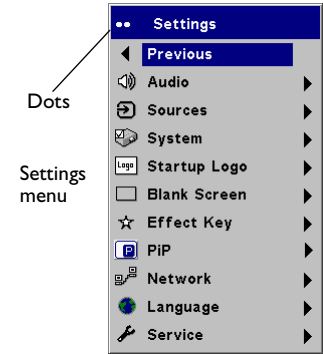 Settings
Previous
Audio
Dots
Sources
System
Settings
menu
Logo
Startup Logo
Blank Screen
Effect Key
P
PiP
Network
Language
Service